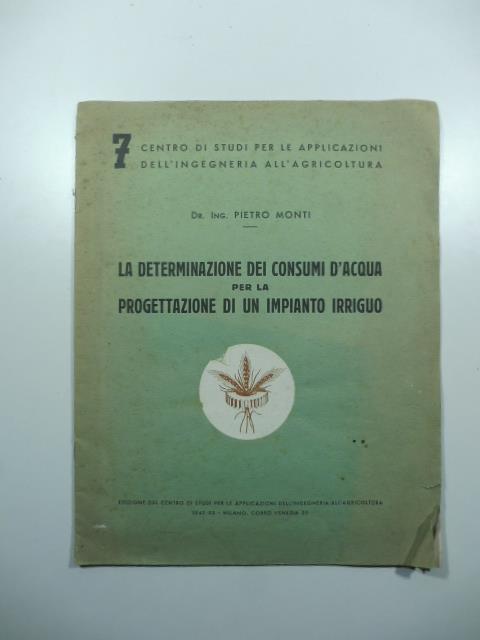 7 CENTRO DI STUDI PER LE APPLICAZIONI
DELL'INGEGNERIA ALL'AGRICOLTURA
DR. ING. PIETRO MONTI
LA DETERMINAZIONE DEI CONSUMI D'ACQUA
PER LA
PROGETTAZIONE DI UN IMPIANTO IRRIGUO
EDIZIONE DEL CENTRO DI STUDI PER LE APPLICAZIONI DELL'INGEGNERIA ALL'AGRICOLTURA
MILANO, CORSO VENEZIA